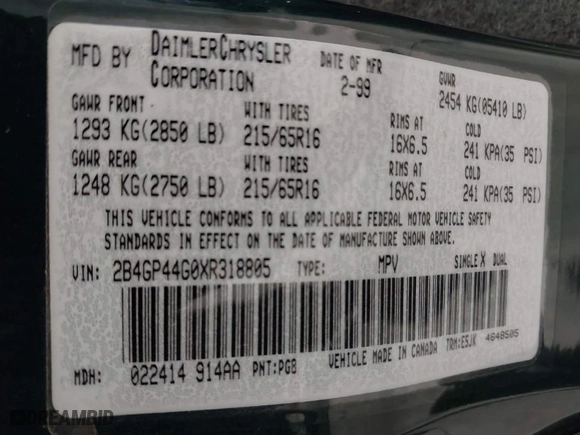 MFD BY DAIMLERCHRYSLER CORPORATION DATE OF MFR 2-99 GVWR 2454 KG(05410 LB)
GAWR FRONT WITH TIRES RIMS AT COLD
1293 KG(2850 LB) 215/65R16 16X6.5 241 KPA(35 PSI)
GAWR REAR WITH TIRES RIMS AT COLD
1248 KG(2750 LB) 215/65R16 16X6.5 241 KPA(35 PSI)
THIS VEHICLE CONFORMS TO ALL APPLICABLE FEDERAL MOTOR VEHICLE SAFETY
STANDARDS IN EFFECT ON THE DATE OF MANUFACTURE SHOWN ABOVE.
VIN: 2B4GP44G0XR318805 TYPE: MPV SINGLE X DUAL
MDH: 022414 914AA PNT:PG8 VEHICLE MADE IN CANADA TRM:E5JK 4648505
DREAMBID